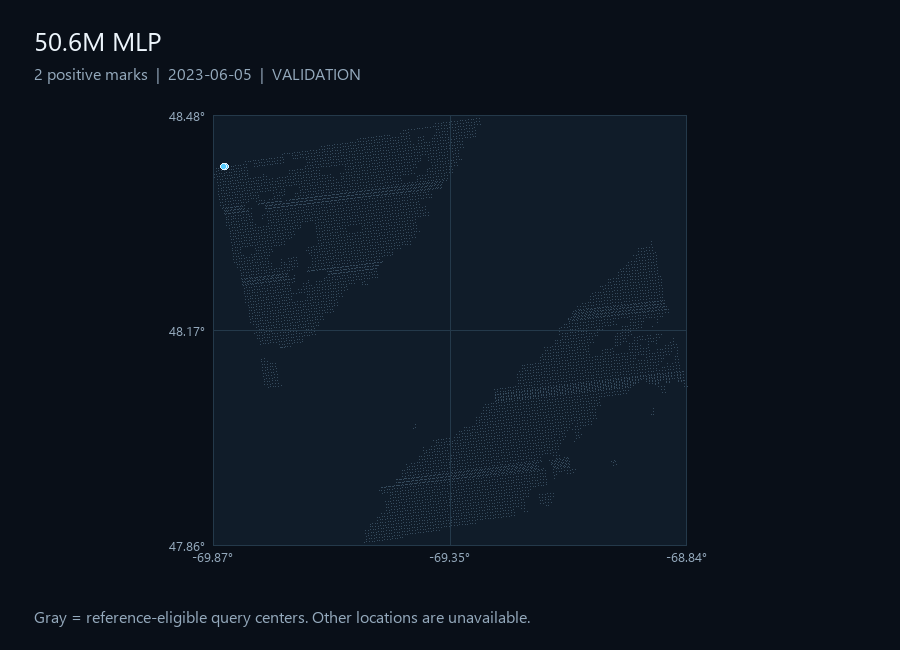 50.6M MLP
2 positive marks | 2023-06-05 | VALIDATION
48.48°
48.17°
47.86°
-69.87°
-69.35°
-68.84°
Gray = reference-eligible query centers. Other locations are unavailable.